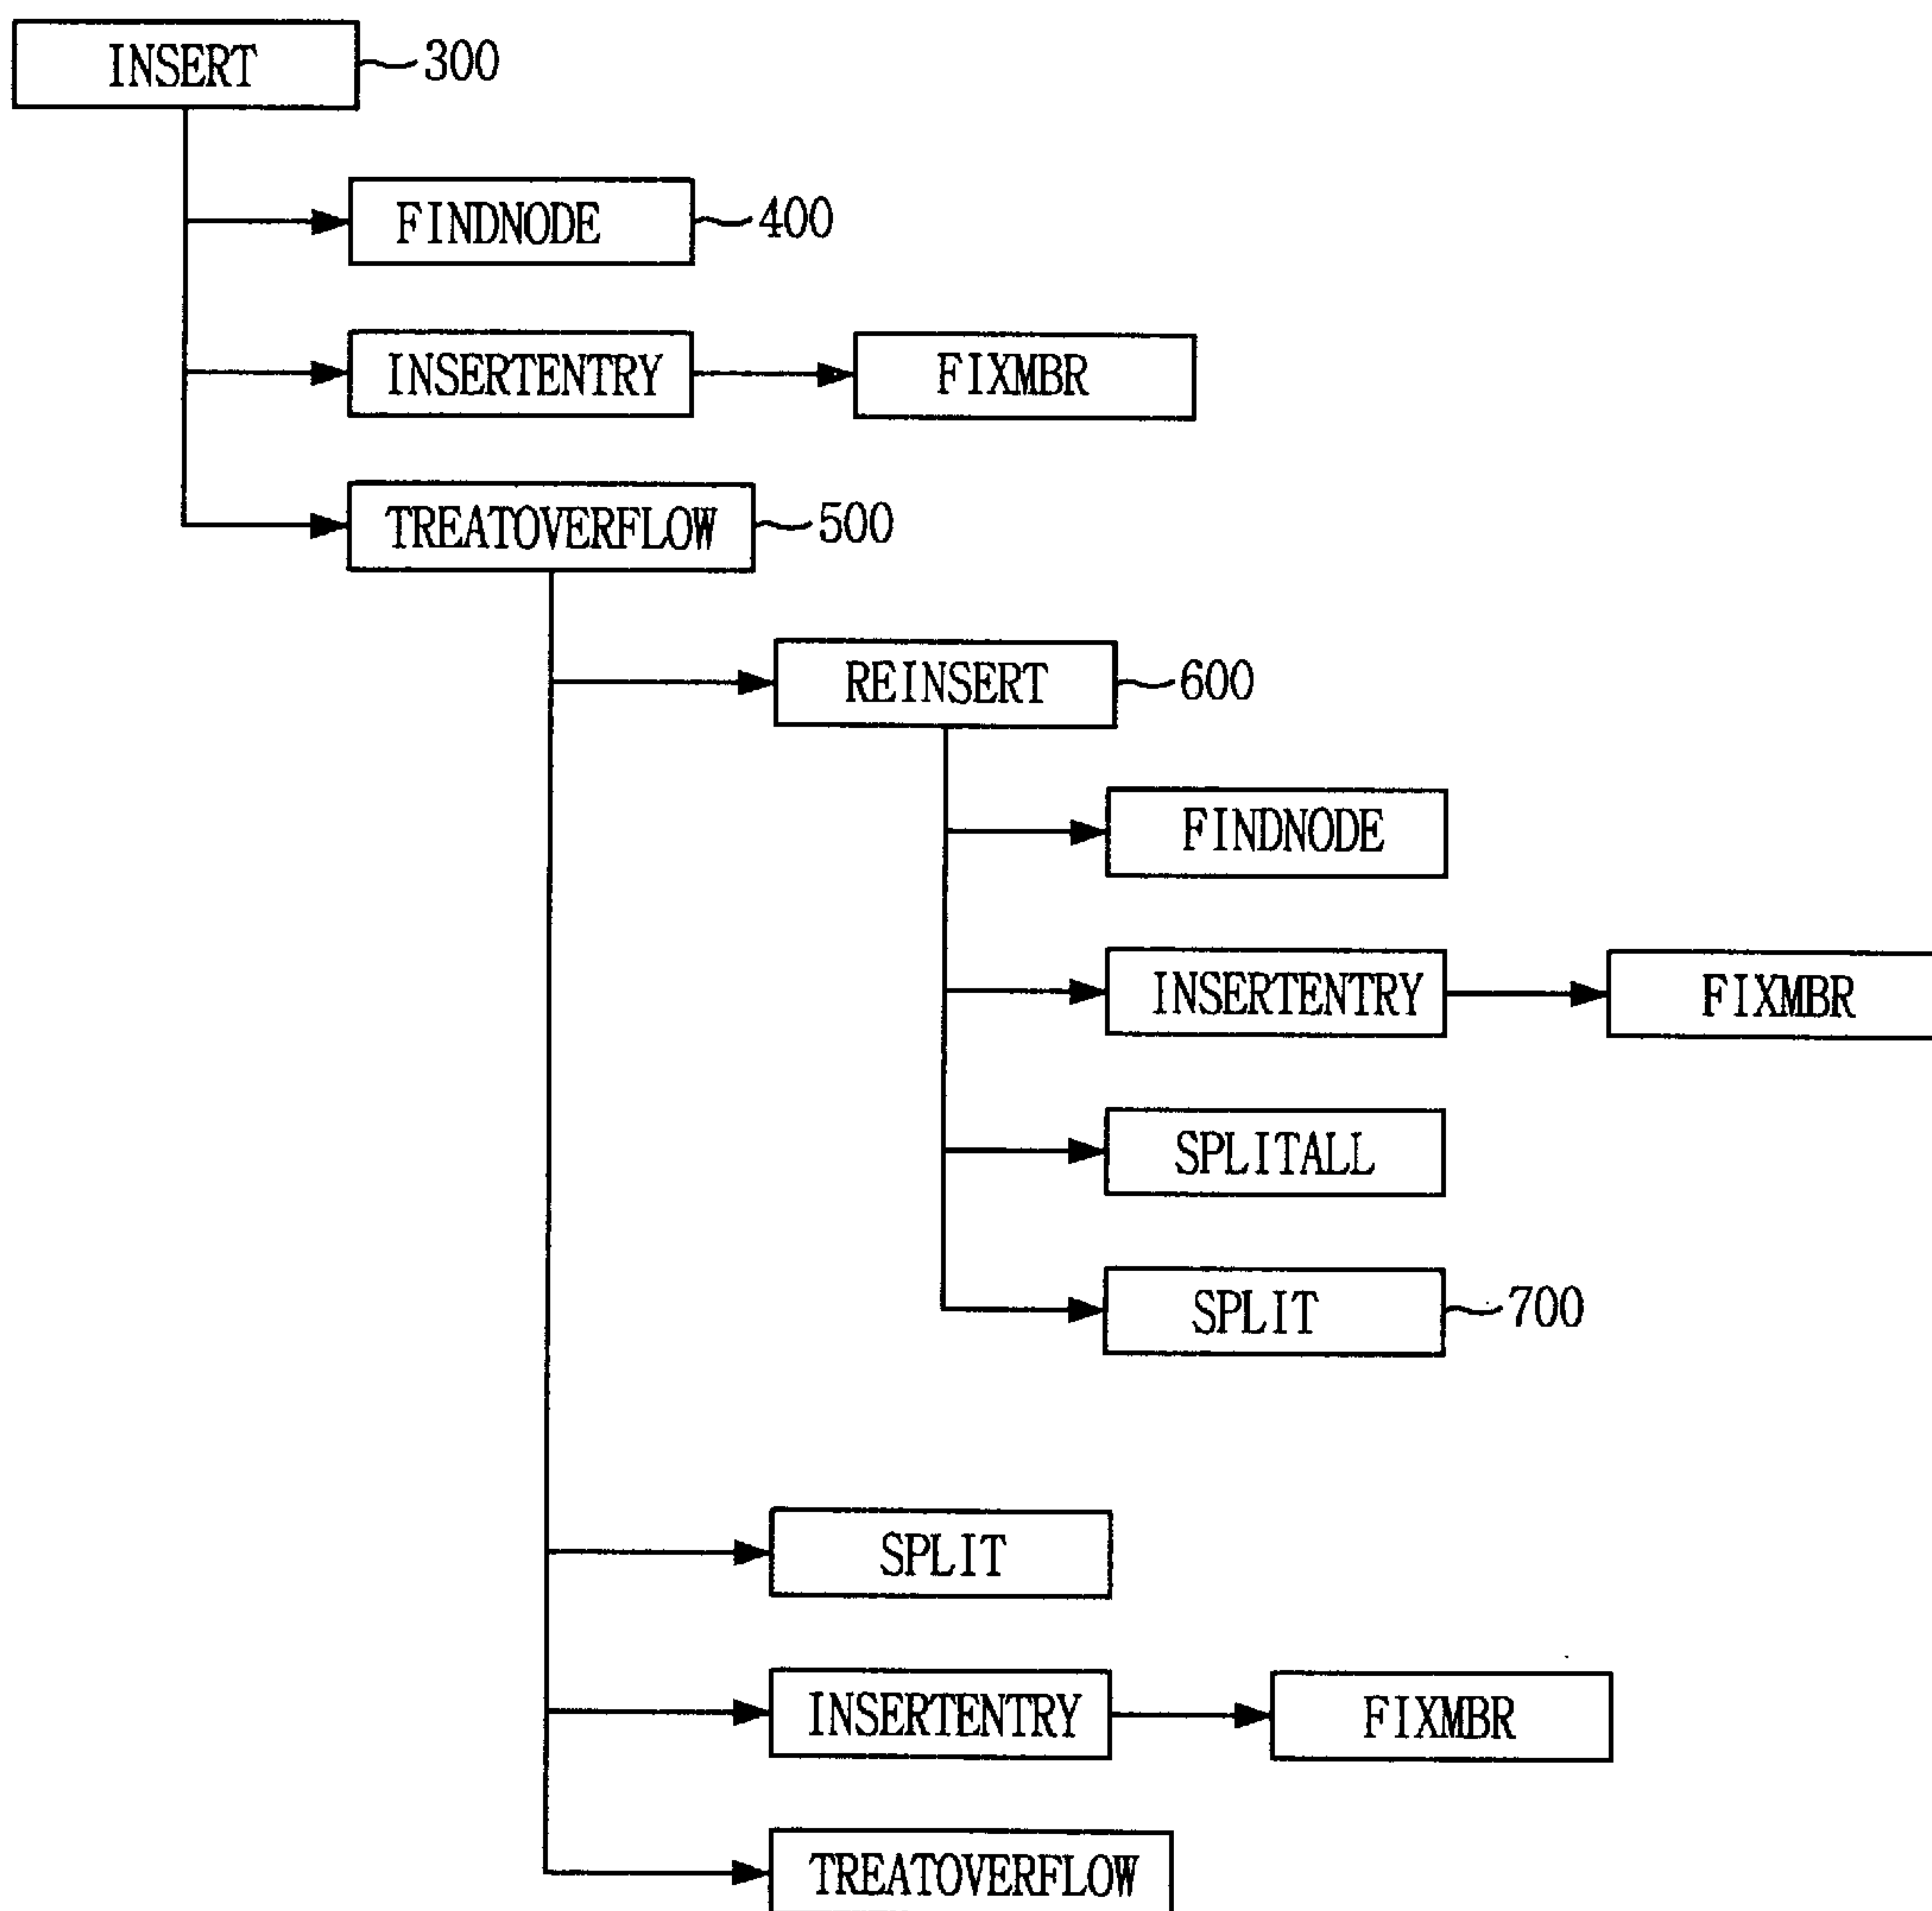 INSERT 300
FINDNODE 400
INSERTENTRY FIXMBR
TREATOVERFLOW 500
REINSERT 600
FINDNODE
INSERTENTRY FIXMBR
SPLITALL
SPLIT 700
SPLIT
INSERTENTRY FIXMBR
TREATOVERFLOW